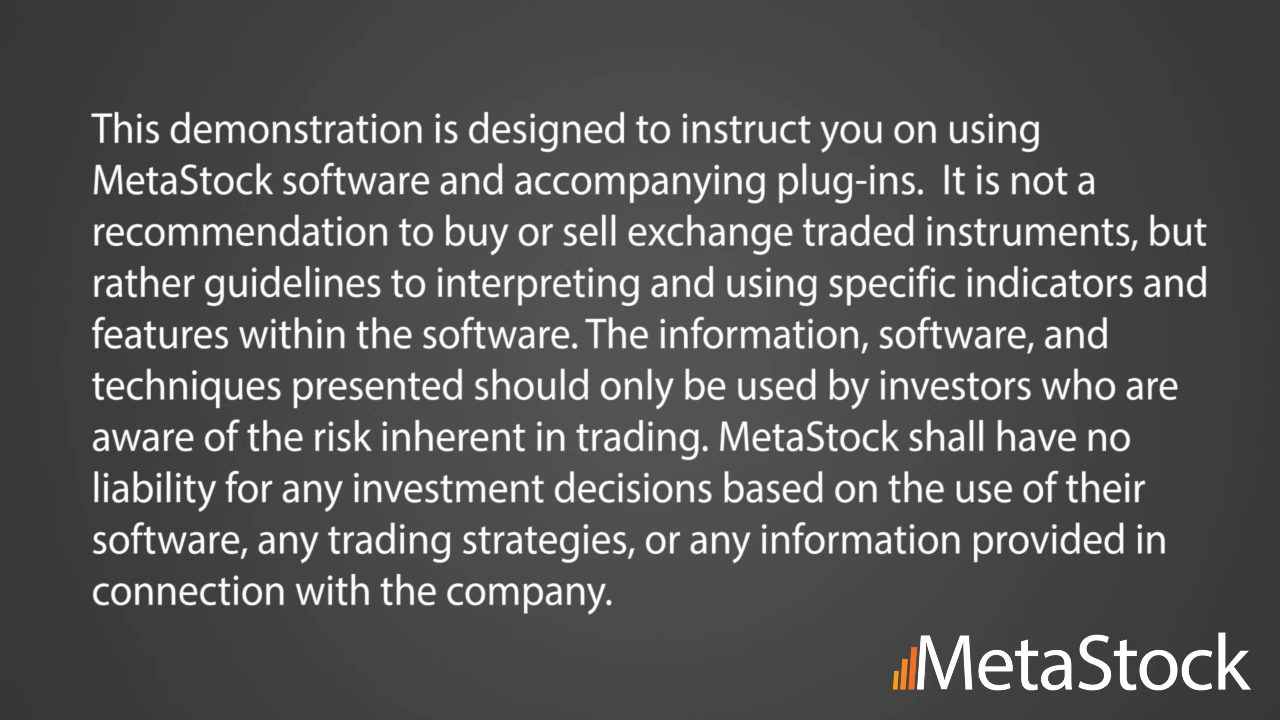 This demonstration is designed to instruct you on using
MetaStock software and accompanying plug-ins.  It is not a
recommendation to buy or sell exchange traded instruments, but
rather guidelines to interpreting and using specific indicators and
features within the software. The information, software, and
techniques presented should only be used by investors who are
aware of the risk inherent in trading. MetaStock shall have no
liability for any investment decisions based on the use of their
software, any trading strategies, or any information provided in
connection with the company.
MetaStock